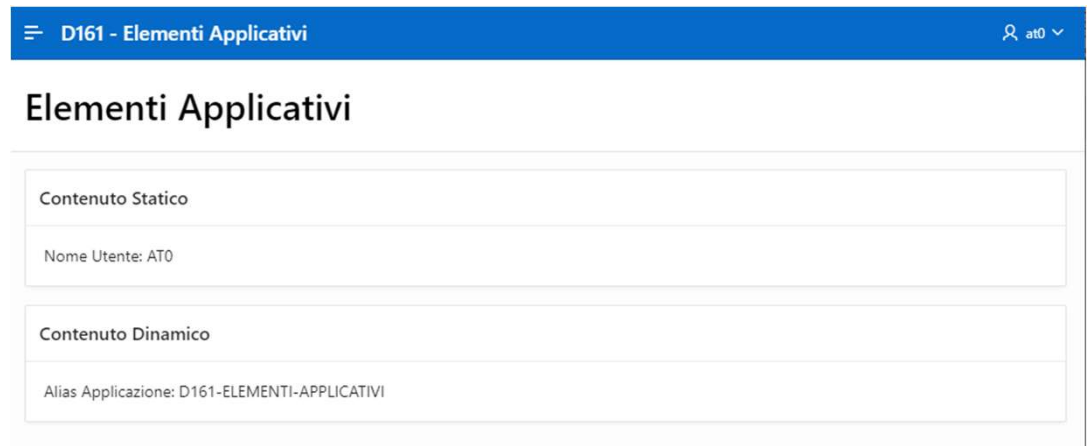 D161 - Elementi Applicativi
at0
Elementi Applicativi
Contenuto Statico
Nome Utente: AT0
Contenuto Dinamico
Alias Applicazione: D161-ELEMENTI-APPLICATIVI